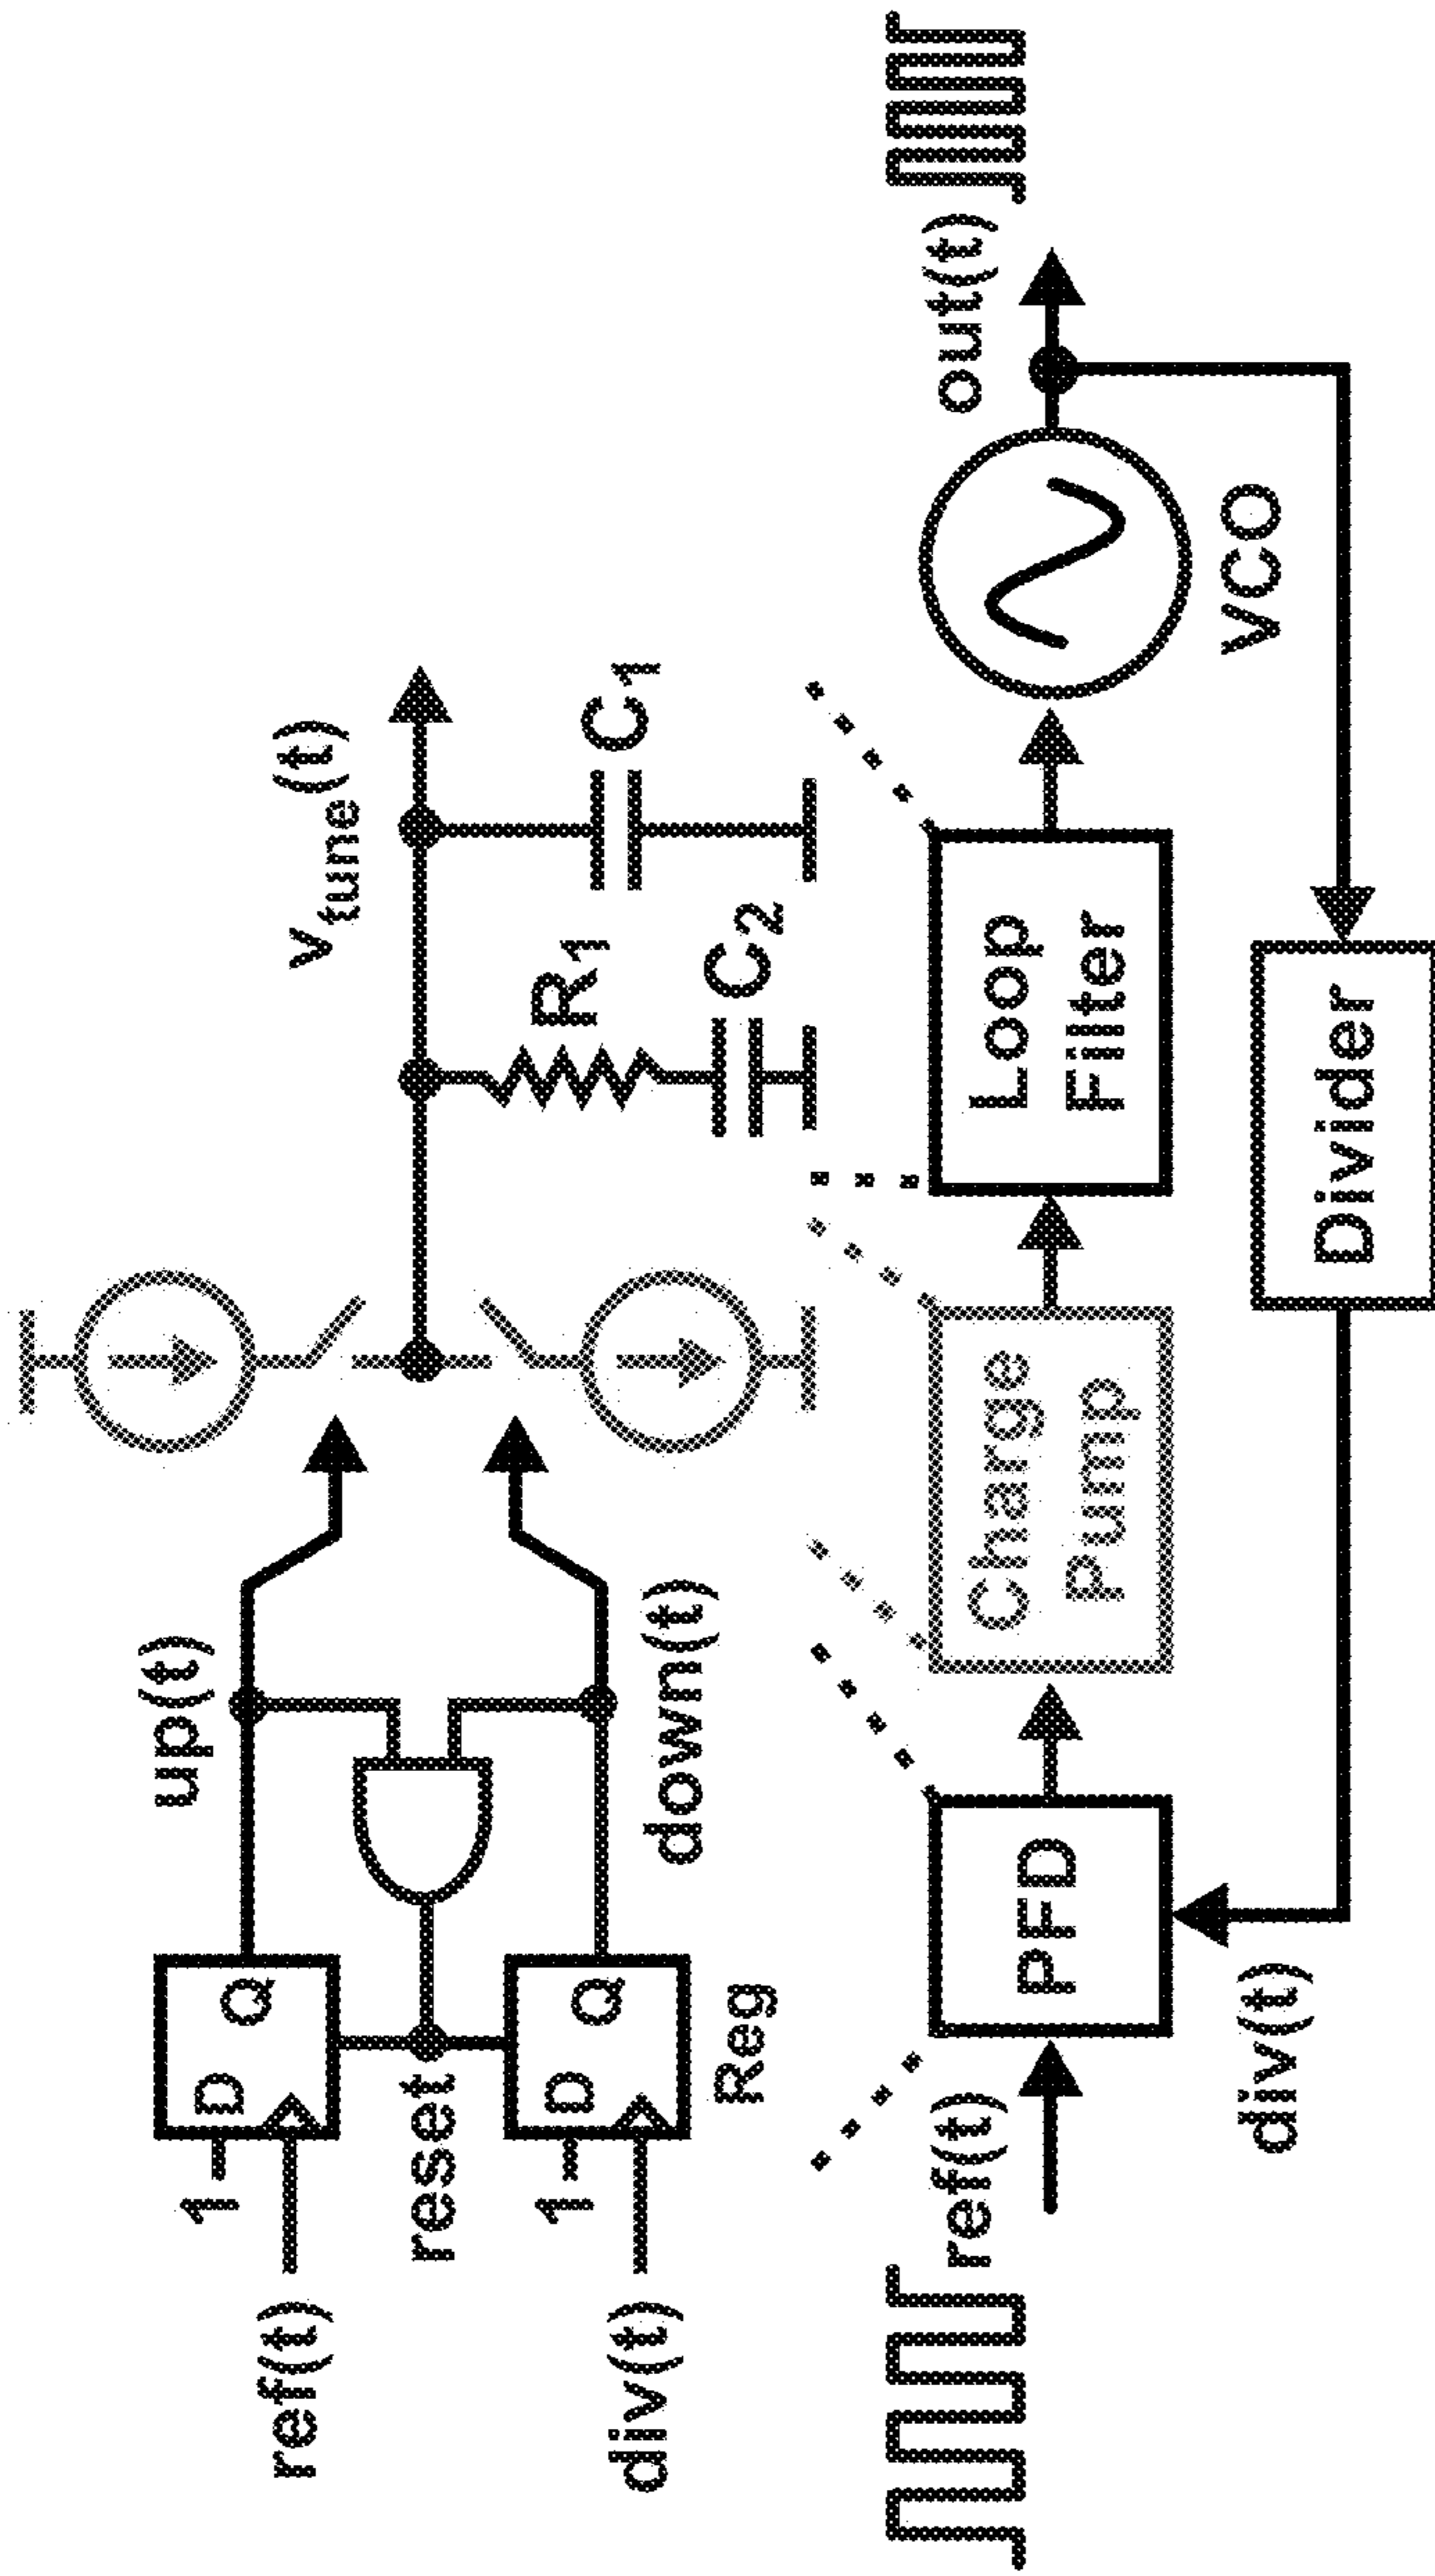 up(t)
v_tune(t)
1
D Q
ref(t)
R1
C1
reset
C2
1
D Q
div(t)
Reg
down(t)
ref(t)
out(t)
PFD
Charge
Pump
Loop
Filter
VCO
div(t)
Divider